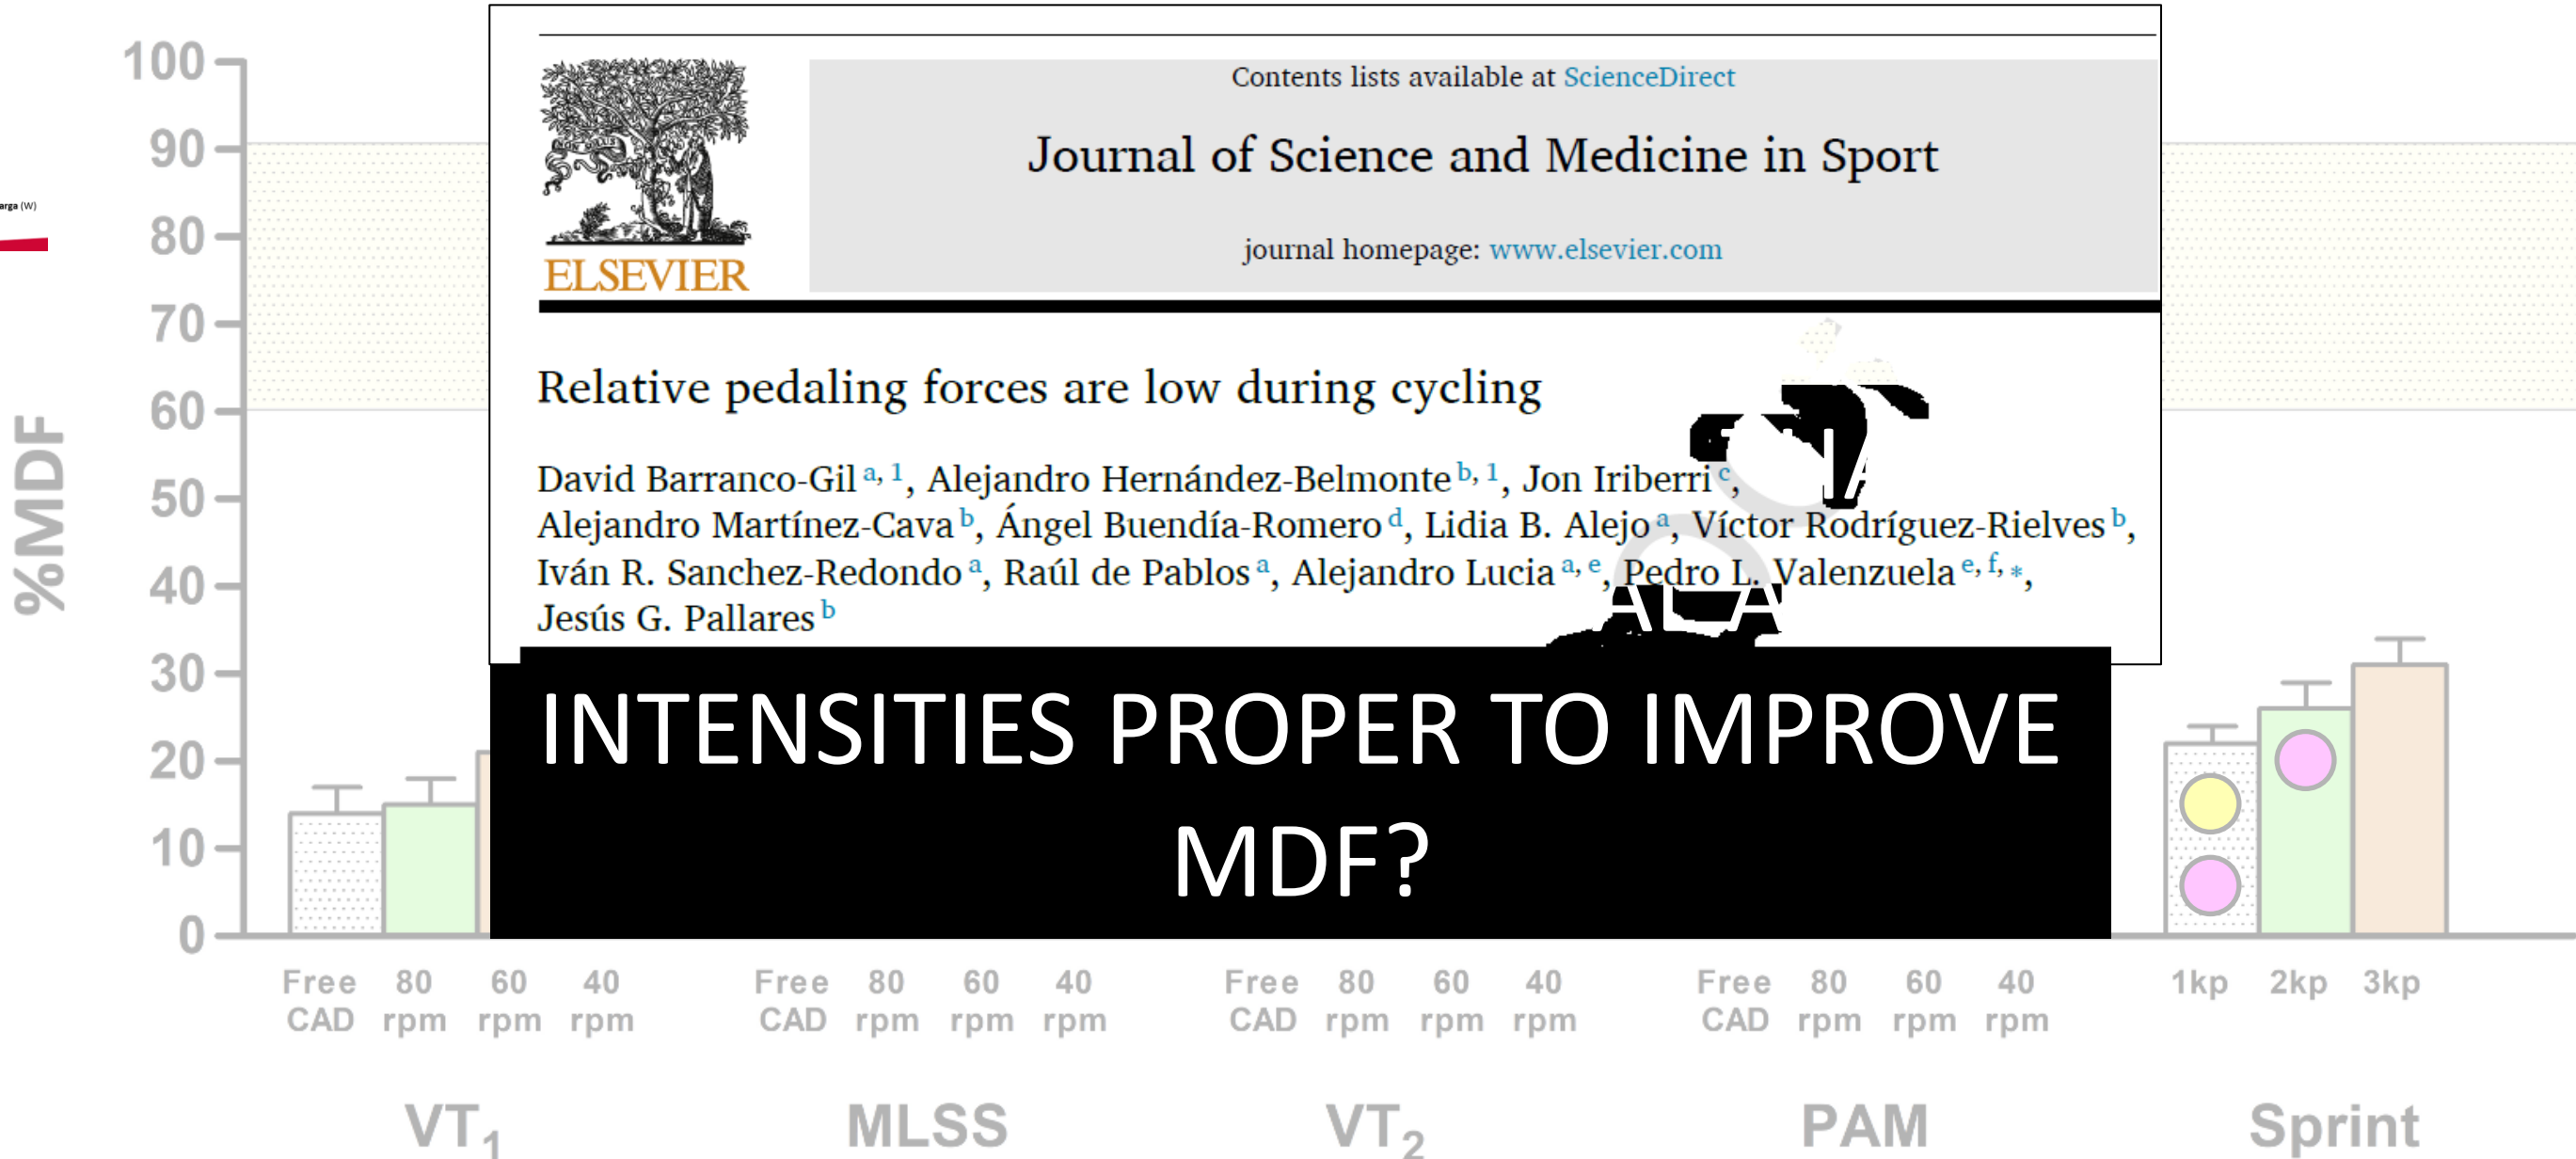 Contents lists available at ScienceDirect
Journal of Science and Medicine in Sport
journal homepage: www.elsevier.com
ELSEVIER
Relative pedaling forces are low during cycling
David Barranco-Gil a, 1, Alejandro Hernández-Belmonte b, 1, Jon Iriberri c,
Alejandro Martínez-Cava b, Ángel Buendía-Romero d, Lidia B. Alejo a, Víctor Rodríguez-Rielves b,
Iván R. Sanchez-Redondo a, Raúl de Pablos a, Alejandro Lucia a, e, Pedro L. Valenzuela e, f, *,
Jesús G. Pallares b
INTENSITIES PROPER TO IMPROVE
MDF?
(W)
%MDF
100
90
80
70
60
50
40
30
20
10
0
Free CAD 80 rpm 60 rpm 40 rpm
Free CAD 80 rpm 60 rpm 40 rpm
Free CAD 80 rpm 60 rpm 40 rpm
Free CAD 80 rpm 60 rpm 40 rpm
1kp 2kp 3kp
VT1 MLSS VT2 PAM Sprint